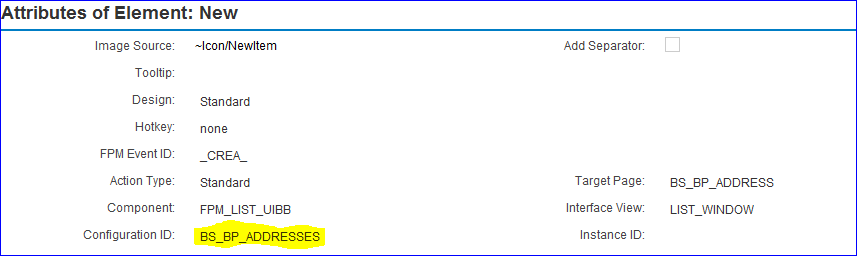 Attributes of Element: New
Image Source: ~Icon/NewItem Add Separator:
Tooltip:
Design: Standard
Hotkey: none
FPM Event ID: _CREA_
Action Type: Standard Target Page: BS_BP_ADDRESS
Component: FPM_LIST_UIBB Interface View: LIST_WINDOW
Configuration ID: BS_BP_ADDRESSES Instance ID: